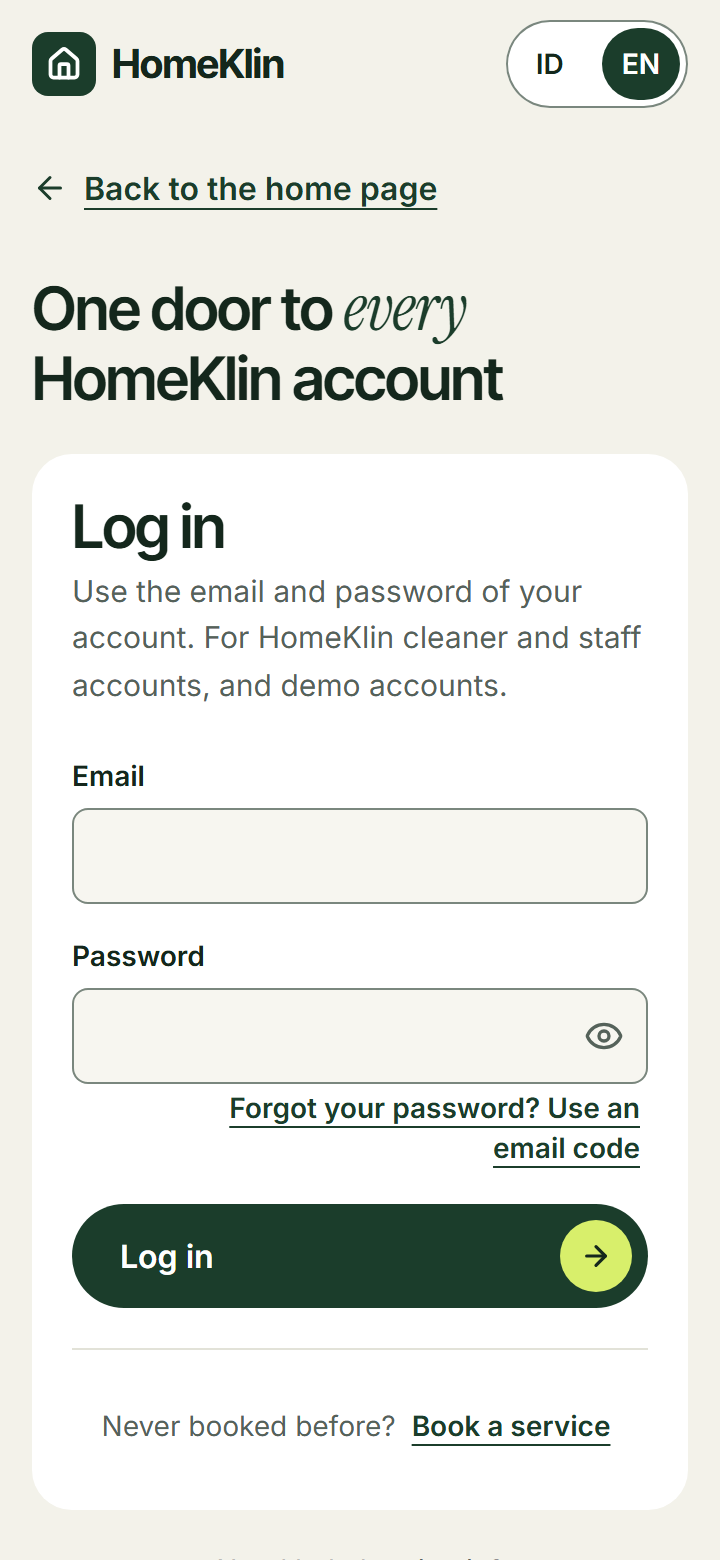 HomeKlin
ID EN
Back to the home page
One door to every
HomeKlin account
Log in
Use the email and password of your
account. For HomeKlin cleaner and staff
accounts, and demo accounts.
Email
Password
Forgot your password? Use an
email code
Log in
Never booked before? Book a service